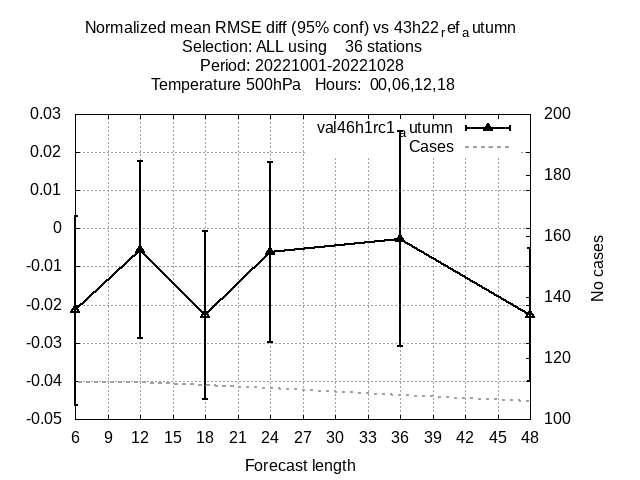 Normalized mean RMSE diff (95% conf) vs 43h22refautumn
Selection: ALL using 36 stations
Period: 20221001-20221028
Temperature 500hPa Hours: 00,06,12,18
0.03 200
val46h1rc1autumn
0.02
Cases
180
0.01
0
160
No cases
-0.01
140
-0.02
-0.03
120
-0.04
-0.05 100
6 9 12 15 18 21 24 27 30 33 36 39 42 45 48
Forecast length